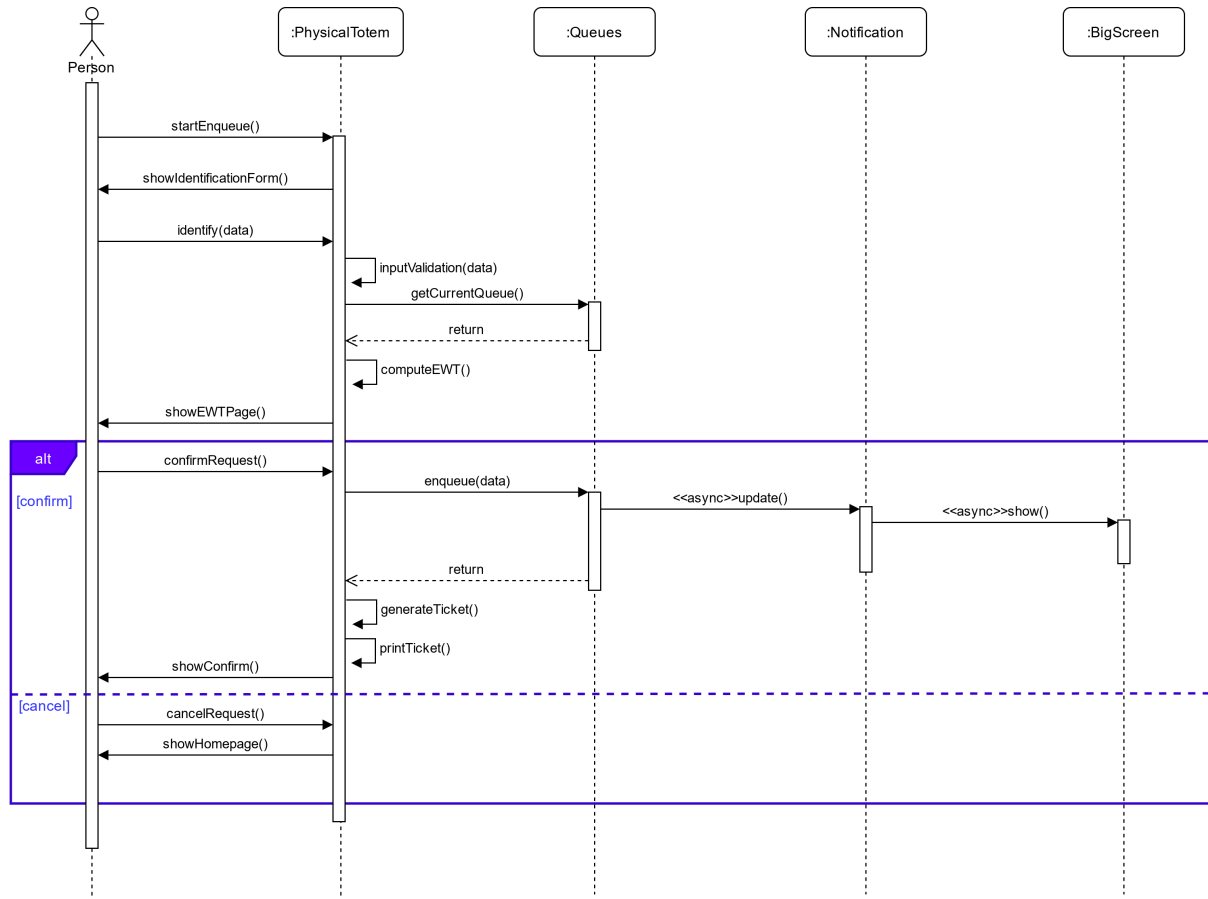 Person
:PhysicalTotem
:Queues
:Notification
:BigScreen
startEnqueue()
showIdentificationForm()
identify(data)
inputValidation(data)
getCurrentQueue()
return
computeEWT()
showEWTPage()
alt
confirmRequest()
[confirm]
enqueue(data)
<<async>>update()
<<async>>show()
return
generateTicket()
printTicket()
showConfirm()
[cancel]
cancelRequest()
showHomepage()